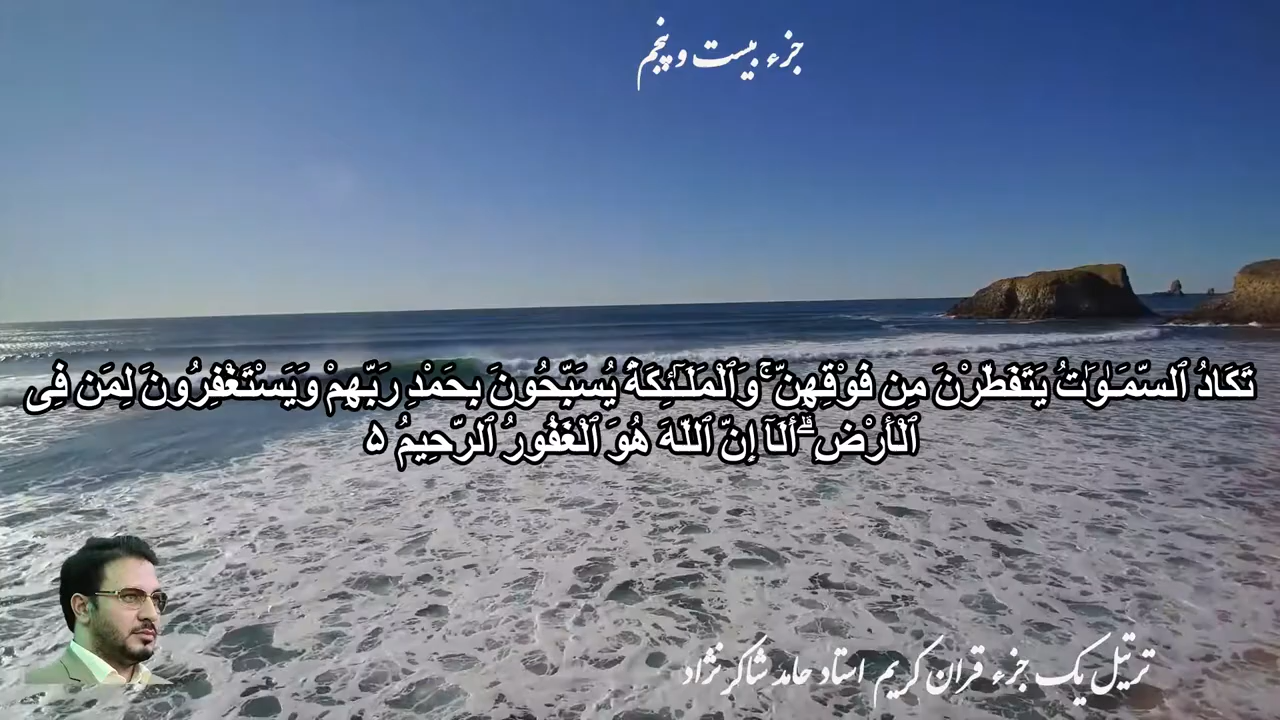 جزء بیست و پنجم
تَكَادُ ٱلسَّمَـٰوَٰتُ يَتَفَطَّرْنَ مِن فَوْقِهِنَّ ۚ وَٱلْمَلَـٰٓئِكَةُ يُسَبِّحُونَ بِحَمْدِ رَبِّهِمْ وَيَسْتَغْفِرُونَ لِمَن فِى
ٱلْأَرْضِ ۗ أَلَآ إِنَّ ٱللَّهَ هُوَ ٱلْغَفُورُ ٱلرَّحِيمُ ۵
ترتیل یک جزء قران کریم استاد حامد شاکرنژاد